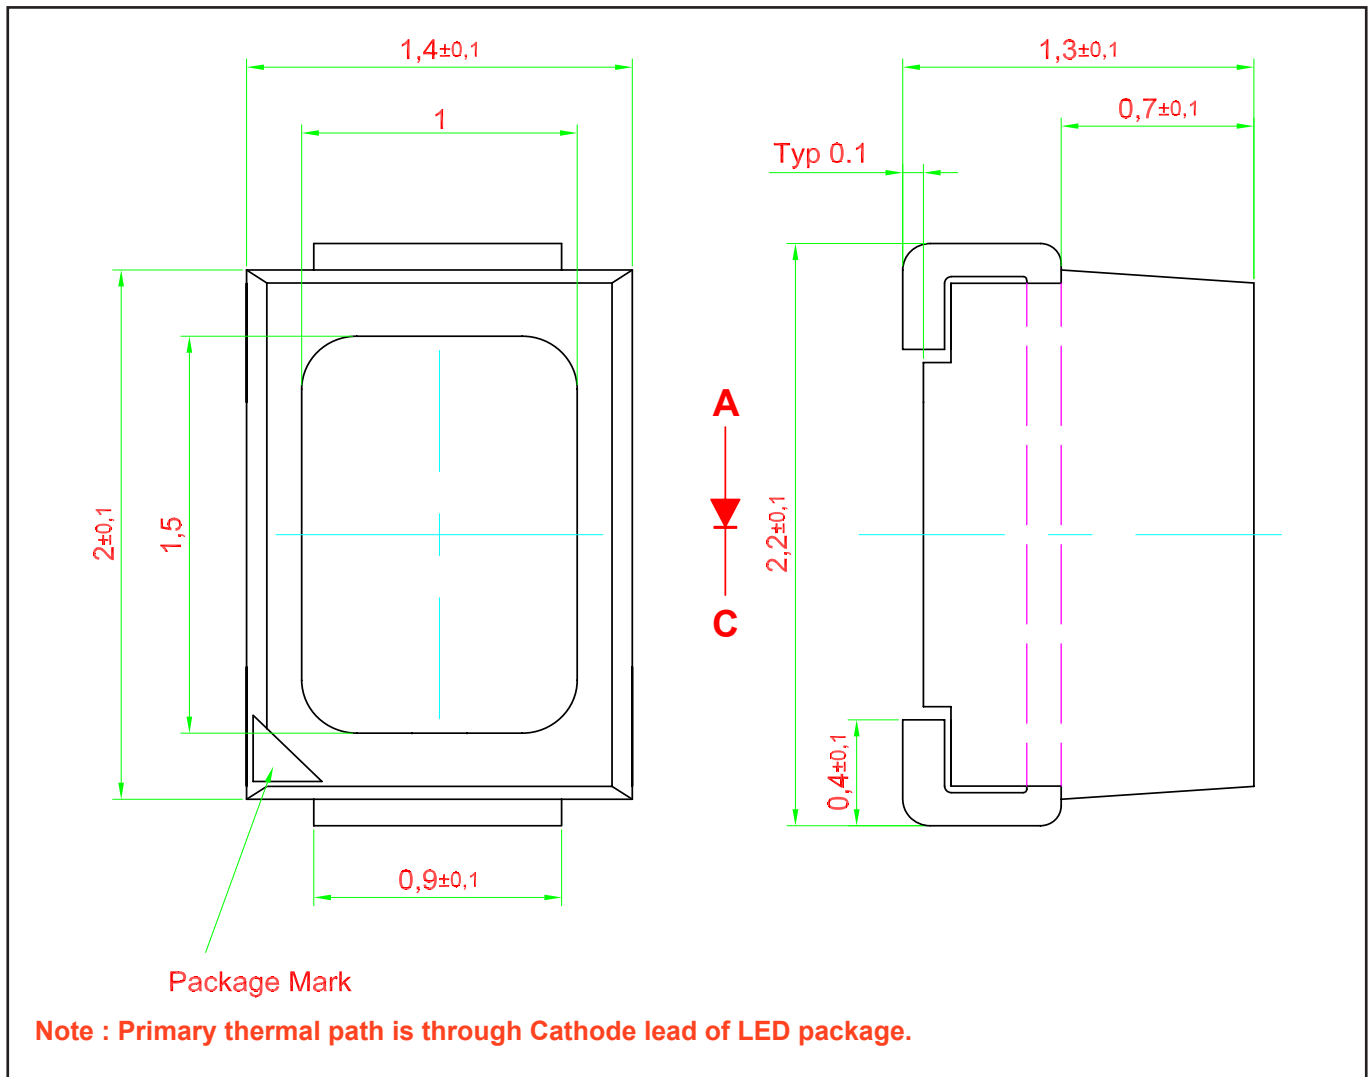 1,4±0,1
1,3±0,1
1
0,7±0,1
Typ 0.1
A
2±0,1
1,5
2,2±0,1
C
0,4±0,1
0,9±0,1
Package Mark
Note : Primary thermal path is through Cathode lead of LED package.